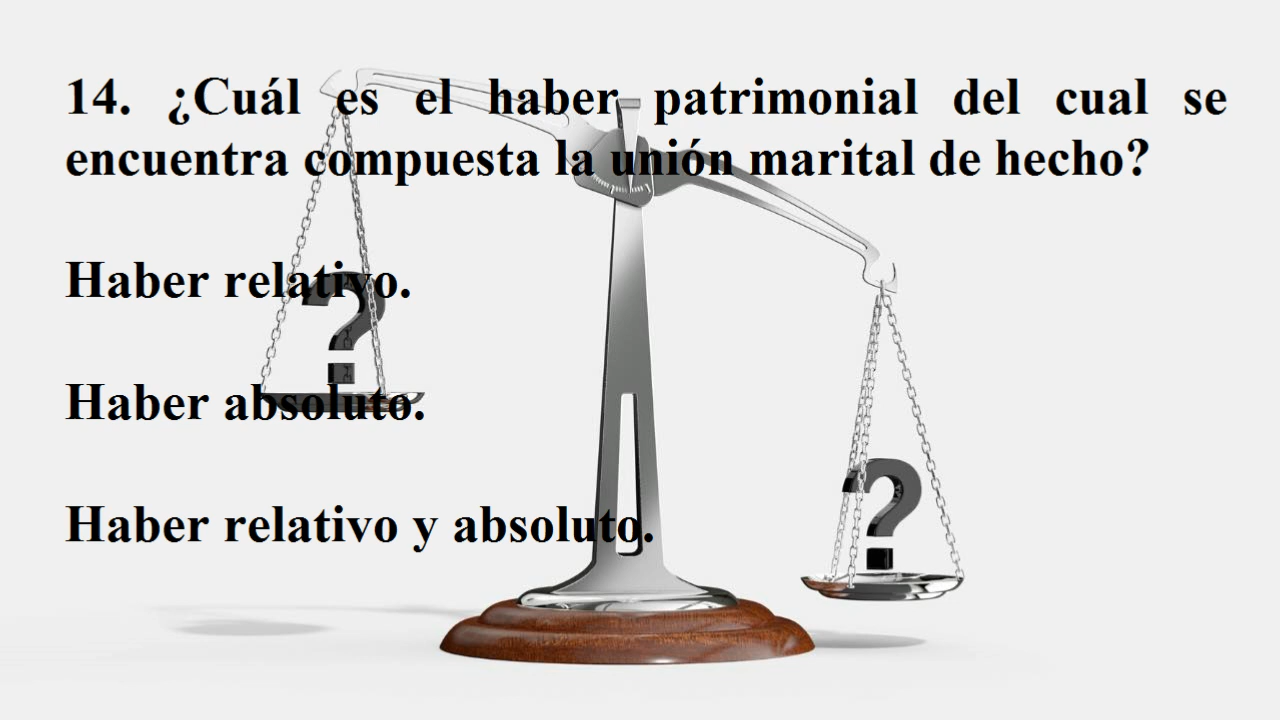 14. ¿Cuál es el haber patrimonial del cual se
encuentra compuesta la unión marital de hecho?
Haber relativo.
Haber absoluto.
Haber relativo y absoluto.